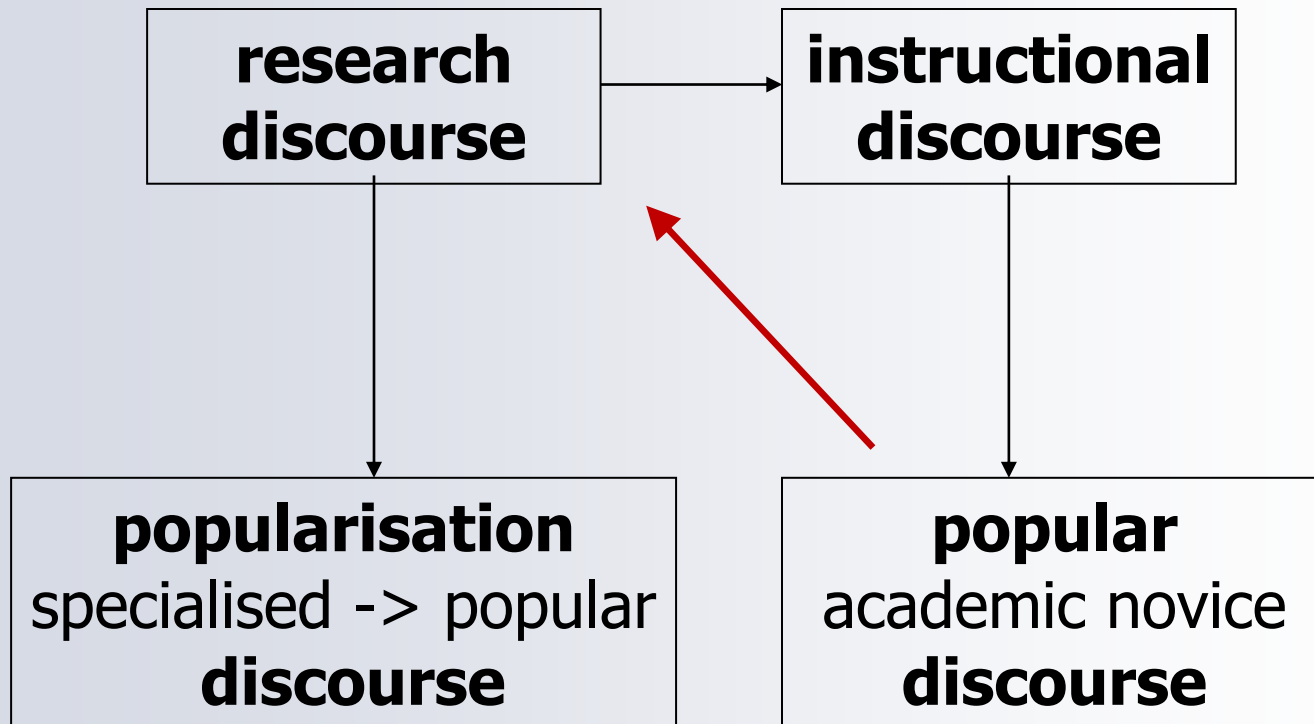 research
discourse
instructional
discourse
popularisation
specialised -> popular
discourse
popular
academic novice
discourse